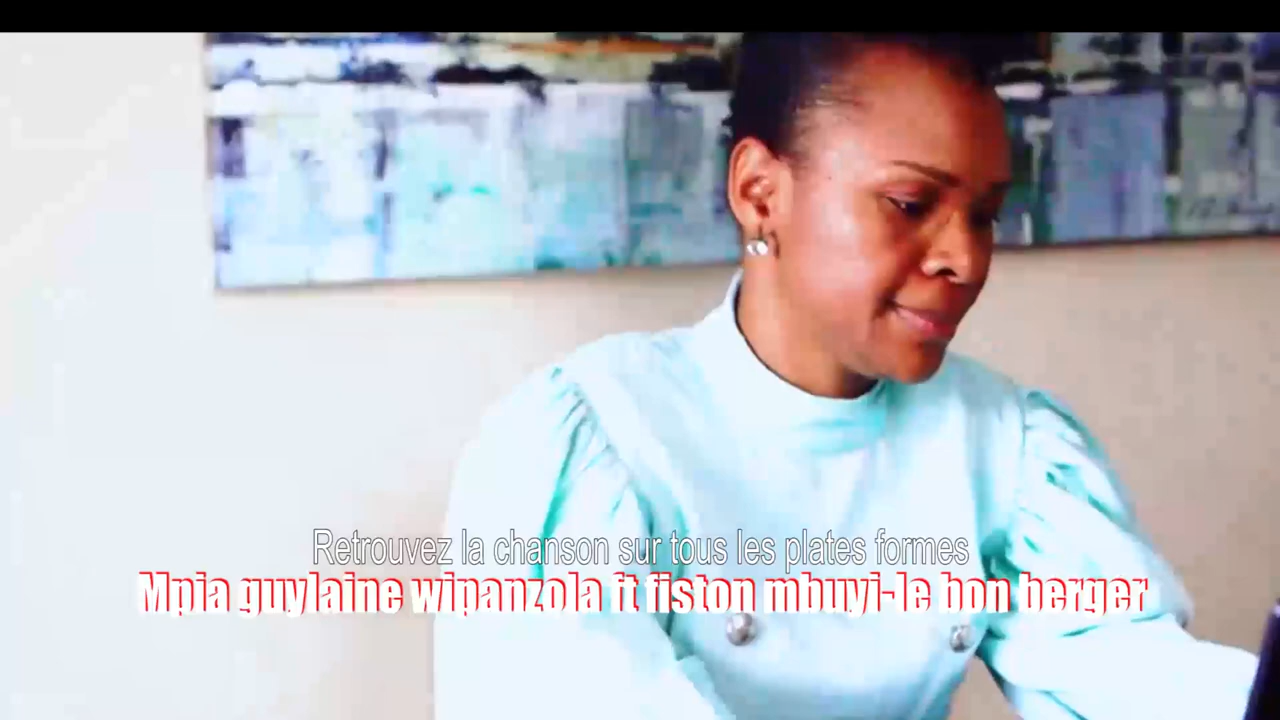 Retrouvez la chanson sur tous les plates formes
Mpia guylaine wipanzola ft fiston mbuyi-le bon berger